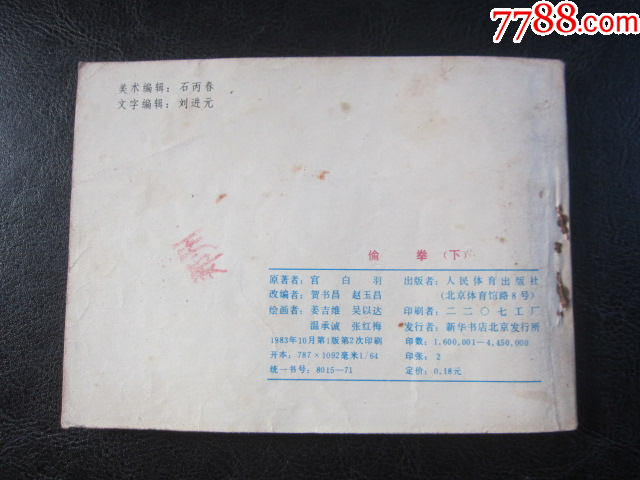 7788.com
美术编辑：石丙春
文字编辑：刘进元
偷 拳（下）
原著者：宫 白 羽 出版者：人民体育出版社
改编者：贺书昌 赵玉昌 （北京体育馆路8号）
绘画者：姜吉维 吴以达 印刷者：二二〇七工厂
温承诚 张红梅 发行者：新华书店北京发行所
1983年10月第1版第2次印刷 印数：1,600,001—4,450,000
开本：787×1092毫米1/64 印张：2
统一书号：8015—71 定价：0.18元